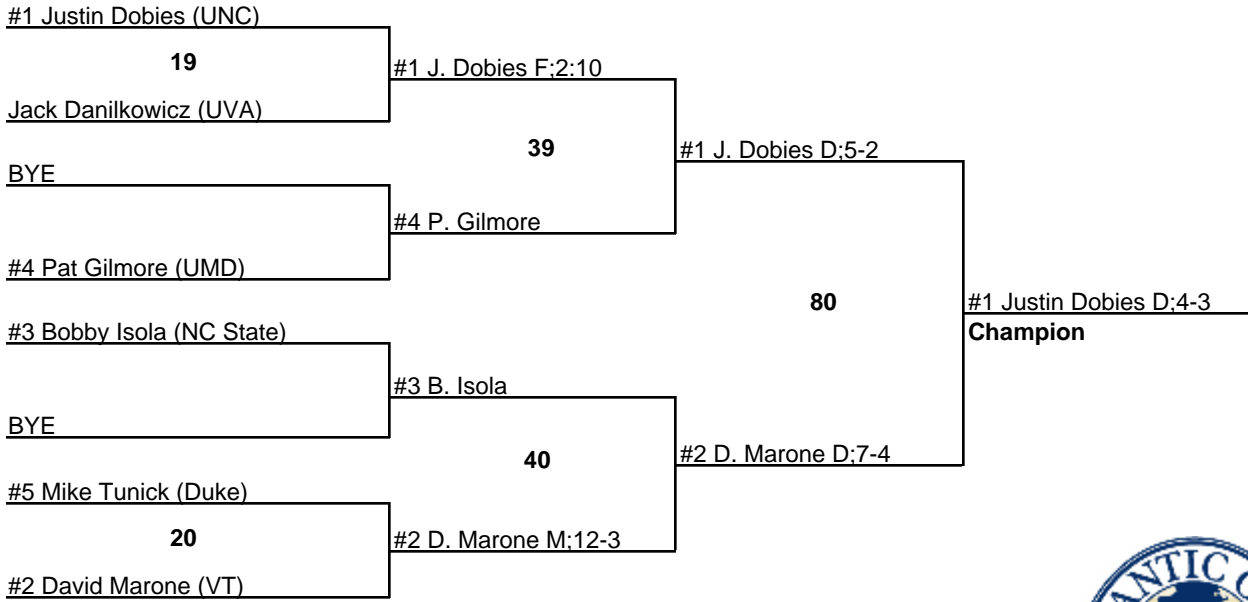 #1 Justin Dobies (UNC)
19
#1 J. Dobies F;2:10
Jack Danilkowicz (UVA)
39
#1 J. Dobies D;5-2
BYE
#4 P. Gilmore
#4 Pat Gilmore (UMD)
80
#1 Justin Dobies D;4-3
Champion
#3 Bobby Isola (NC State)
#3 B. Isola
BYE
40
#2 D. Marone D;7-4
#5 Mike Tunick (Duke)
20
#2 D. Marone M;12-3
#2 David Marone (VT)